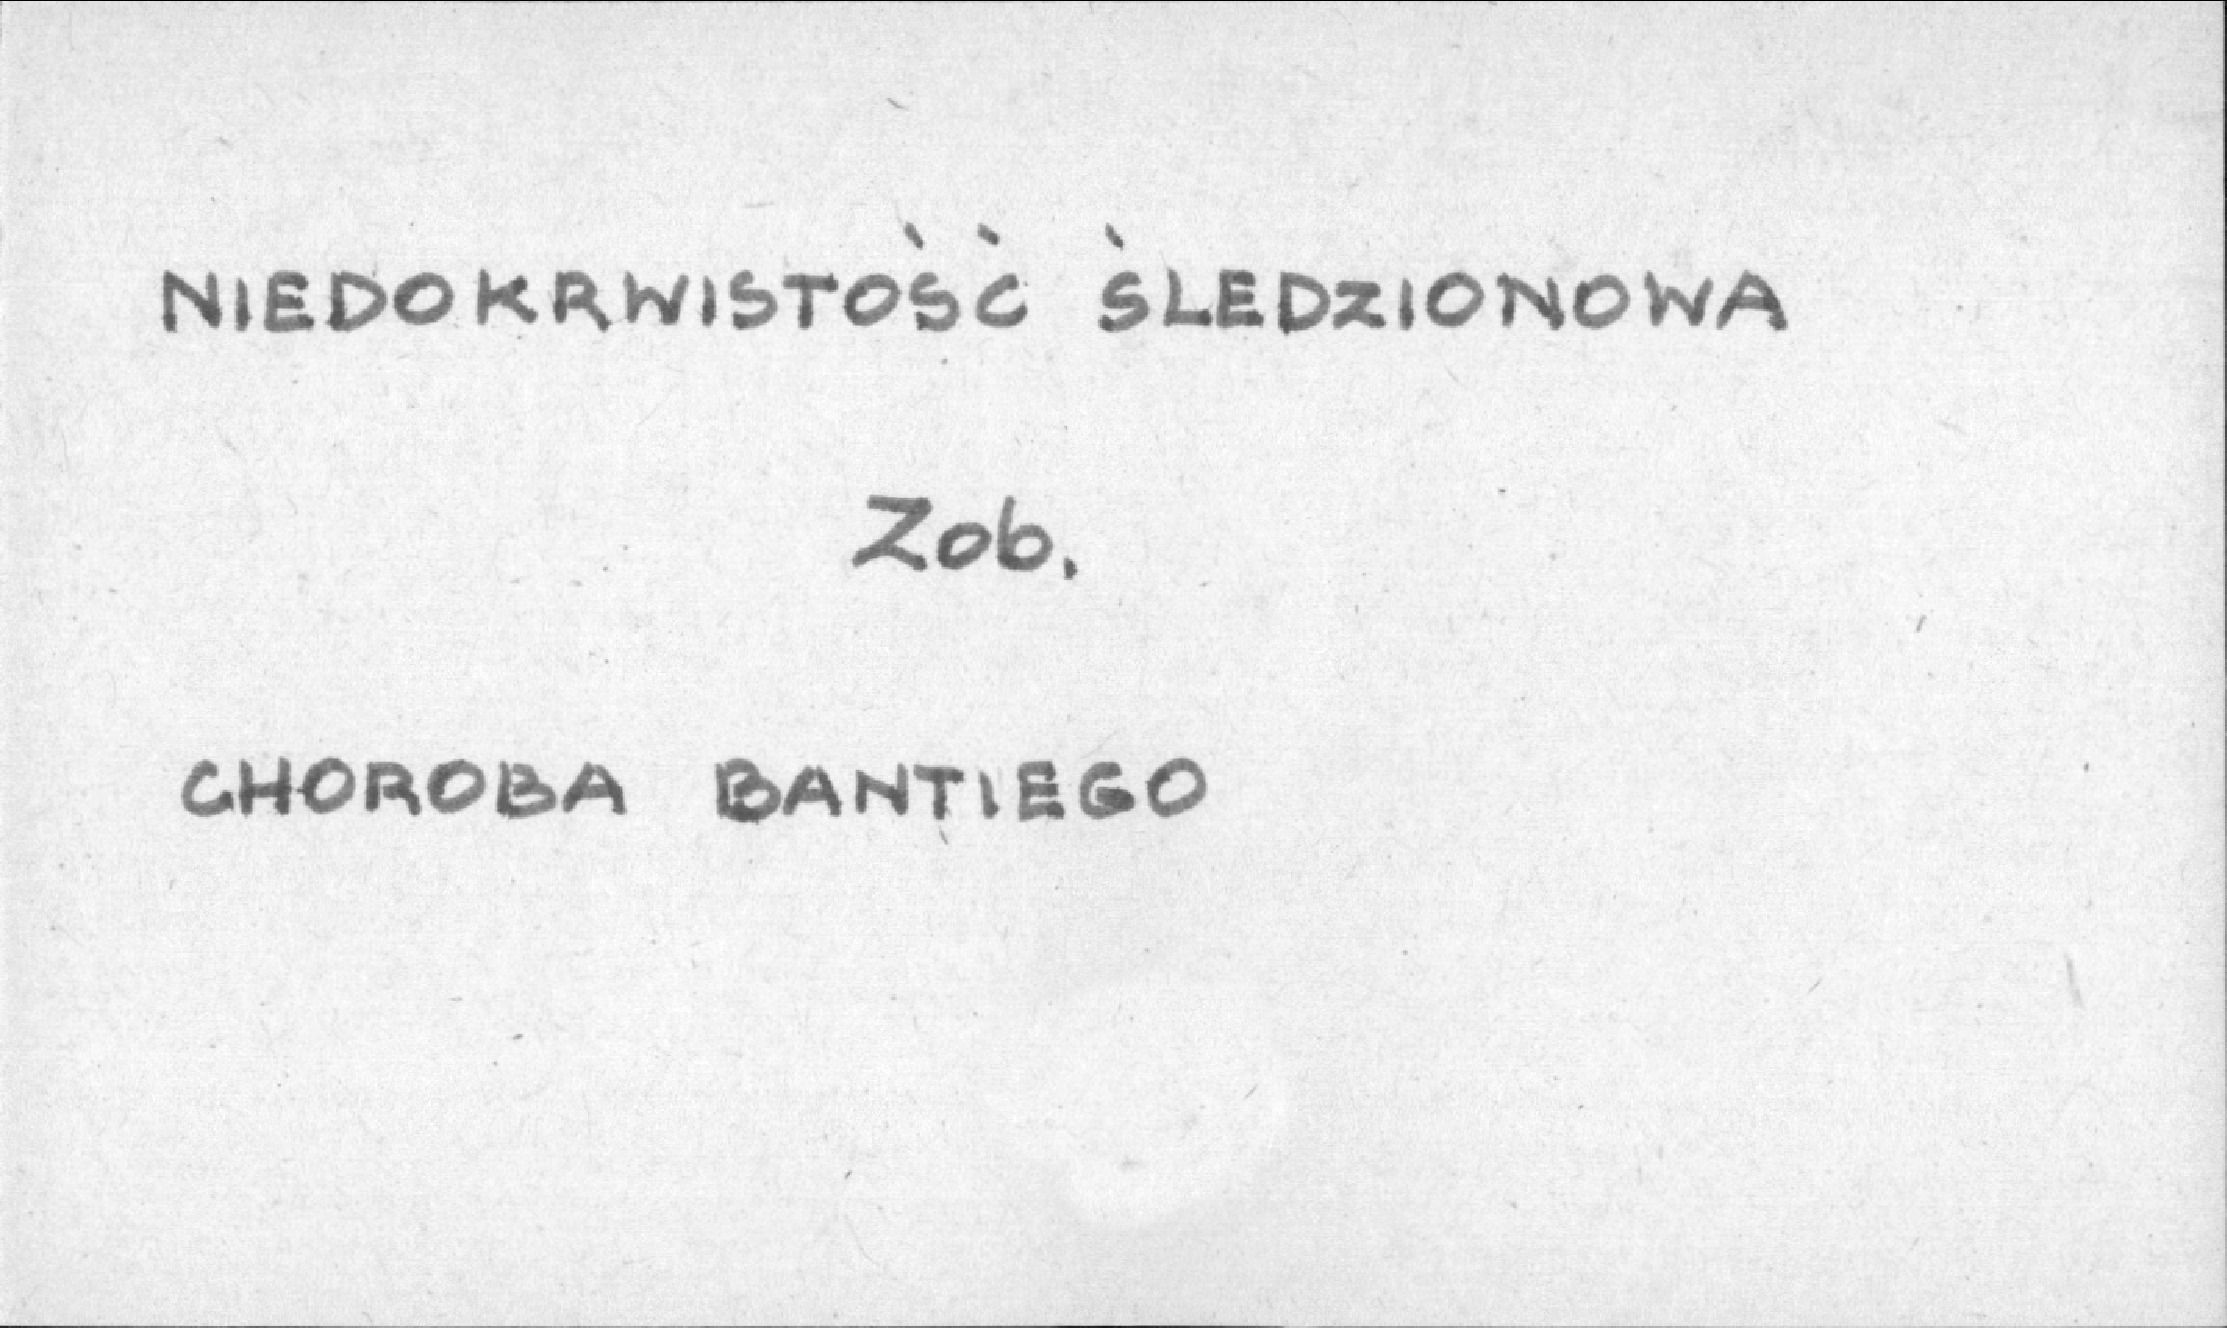 NIEDOKRWISTOŚĆ ŚLEDZIONOWA
Zob.
CHOROBA BANTIEGO